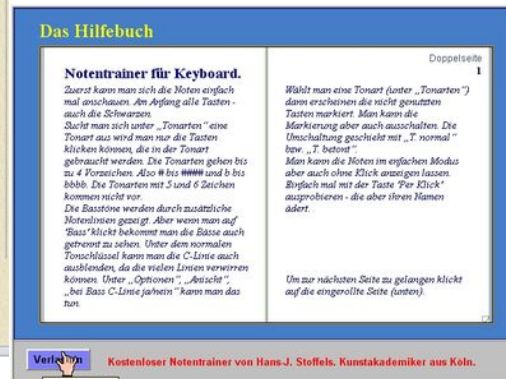 Das Hilfebuch
Doppelseite
1
Notentrainer für Keyboard.
Zuerst kann man sich die Noten einfach
mal anschauen. Am Anfang alle Tasten -
auch die Schwarzen.
Sucht man sich unter „Tonarten" eine
Tonart aus wird man nur die Tasten
klicken können, die in der Tonart
gebraucht werden. Die Tonarten gehen bis
zu 4 Vorzeichen. Also # bis #### und b bis
bbbb. Die Tonarten mit 5 und 6 Zeichen
kommen nicht vor.
Die Basstöne werden durch zusätzliche
Notenlinien gezeigt. Aber wenn man auf
'Bass' klickt bekommt man die Bässe auch
getrennt zu sehen. Unter dem normalen
Tonschlüssel kann man die C-Linie auch
ausblenden, da die vielen Linien verwirren
können. Unter „Optionen", „Anischt",
„bei Bass C-Linie ja/nein" kann man das
tun.
Wählt man eine Tonart (unter „Tonarten")
dann erscheinen die nicht genutzten
Tasten markiert. Man kann die
Markierung aber auch ausschalten. Die
Umschaltung geschieht mit „T. normal"
bzw. „T. betont".
Man kann die Noten im erfachen Modus
aber auch ohne Klick anzeigen lassen.
Einfach mal mit der Taste 'Per Klick'
ausprobieren - die aber ihren Namen
ädert.
Um zur nächsten Seite zu gelangen klickt
auf die eingerollte Seite (unten).
Kostenloser Notentrainer von Hans-J. Stoffels. Kunstakademiker aus Köln.